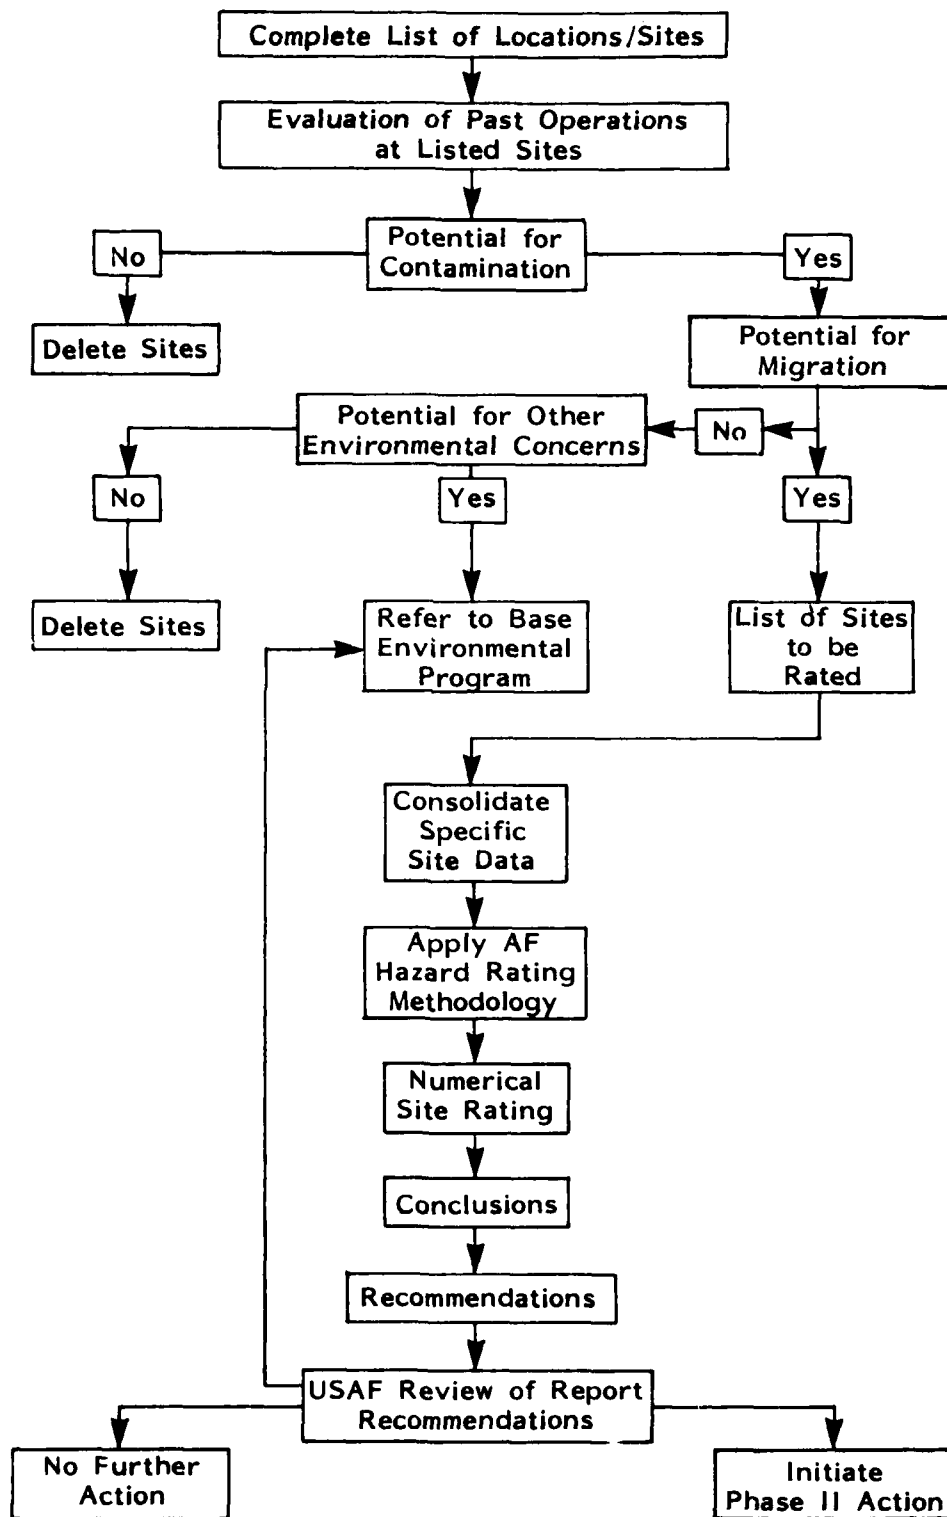 Complete List of Locations/Sites
Evaluation of Past Operations
at Listed Sites
Potential for
Contamination
No
Yes
Delete Sites
Potential for
Migration
Potential for Other
Environmental Concerns
No
No
Yes
Yes
Delete Sites
Refer to Base
Environmental
Program
List of Sites
to be
Rated
Consolidate
Specific
Site Data
Apply AF
Hazard Rating
Methodology
Numerical
Site Rating
Conclusions
Recommendations
USAF Review of Report
Recommendations
No Further
Action
Initiate
Phase II Action